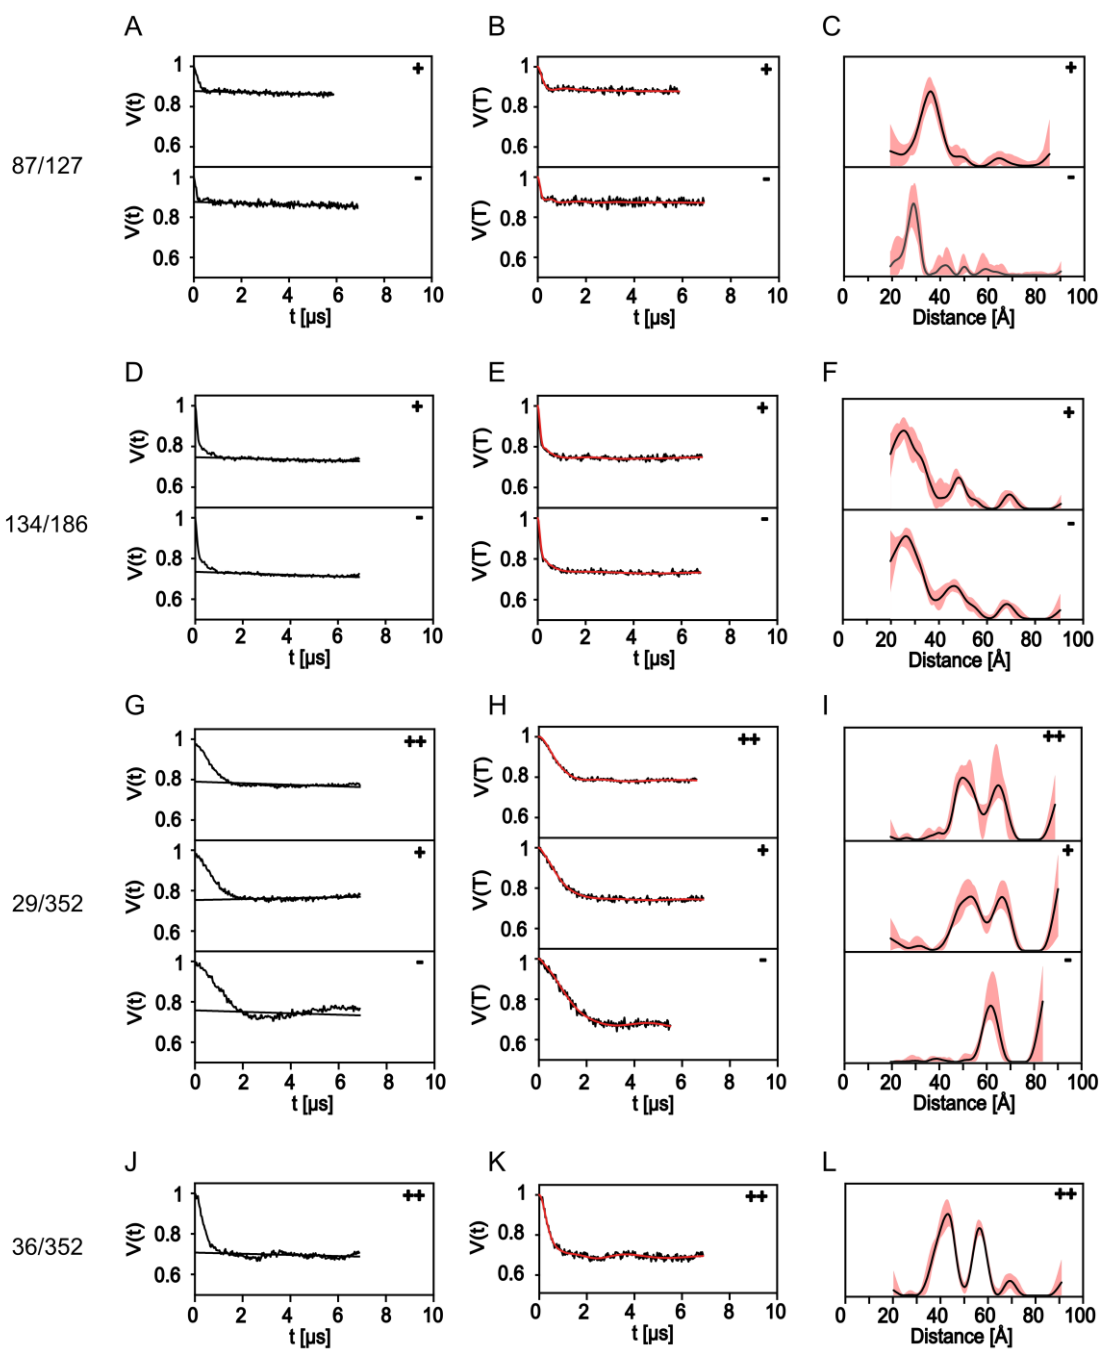 A B C
87/127
1 + 1 + +
V(t) 0.8 V(T) 0.8
0.6 0.6
1 - 1 - -
V(t) 0.8 V(T) 0.8
0.6 0.6
0 2 4 6 8 10 0 2 4 6 8 10 0 20 40 60 80 100
t [µs] t [µs] Distance [Å]
D E F
134/186
1 + 1 + +
V(t) 0.8 V(T) 0.8
0.6 0.6
1 - 1 - -
V(t) 0.8 V(T) 0.8
0.6 0.6
0 2 4 6 8 10 0 2 4 6 8 10 0 20 40 60 80 100
t [µs] t [µs] Distance [Å]
G H I
29/352
1 ++ 1 ++ ++
V(t) 0.8 V(T) 0.8
0.6 0.6
1 + 1 + +
V(t) 0.8 V(T) 0.8
0.6 0.6
1 - 1 - -
V(t) 0.8 V(T) 0.8
0.6 0.6
0 2 4 6 8 10 0 2 4 6 8 10 0 20 40 60 80 100
t [µs] t [µs] Distance [Å]
J K L
36/352
1 ++ 1 ++ ++
V(t) 0.8 V(t) 0.8
0.6 0.6
0 2 4 6 8 10 0 2 4 6 8 10 0 20 40 60 80 100
t [µs] t [µs] Distance [Å]